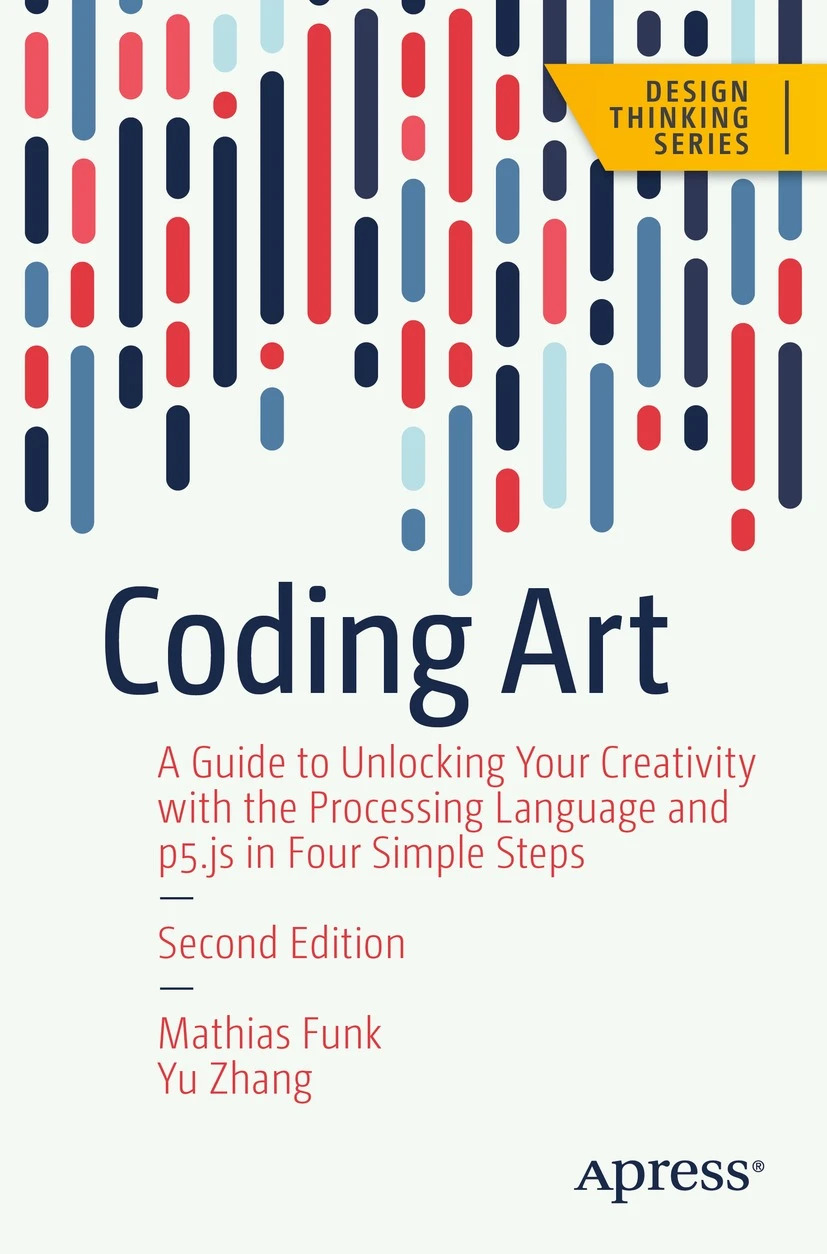 DESIGN
THINKING
SERIES
Coding Art
A Guide to Unlocking Your Creativity
with the Processing Language and
p5.js in Four Simple Steps
—
Second Edition
—
Mathias Funk
Yu Zhang
Apress®